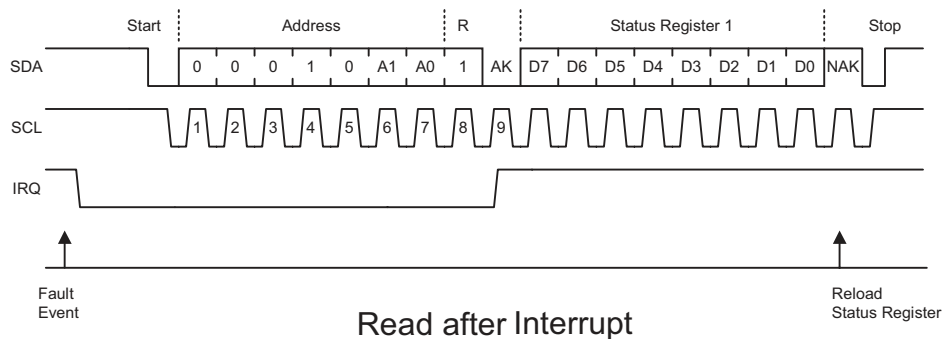 Start Address R Status Register 1 Stop
SDA 0 0 0 1 0 A1 A0 1 AK D7 D6 D5 D4 D3 D2 D1 D0 NAK
SCL 1 2 3 4 5 6 7 8 9
IRQ
Fault
Event
Reload
Status Register
Read after Interrupt